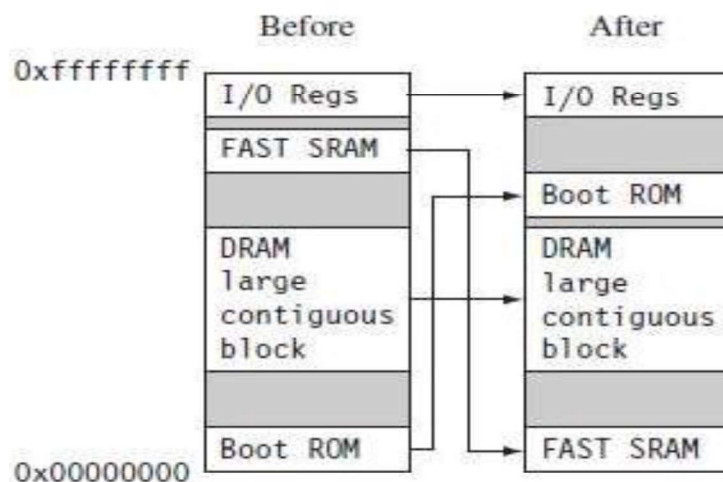 Before
After
0xffffffff
I/O Regs
I/O Regs
FAST SRAM
Boot ROM
DRAM
large
contiguous
block
DRAM
large
contiguous
block
Boot ROM
FAST SRAM
0x00000000